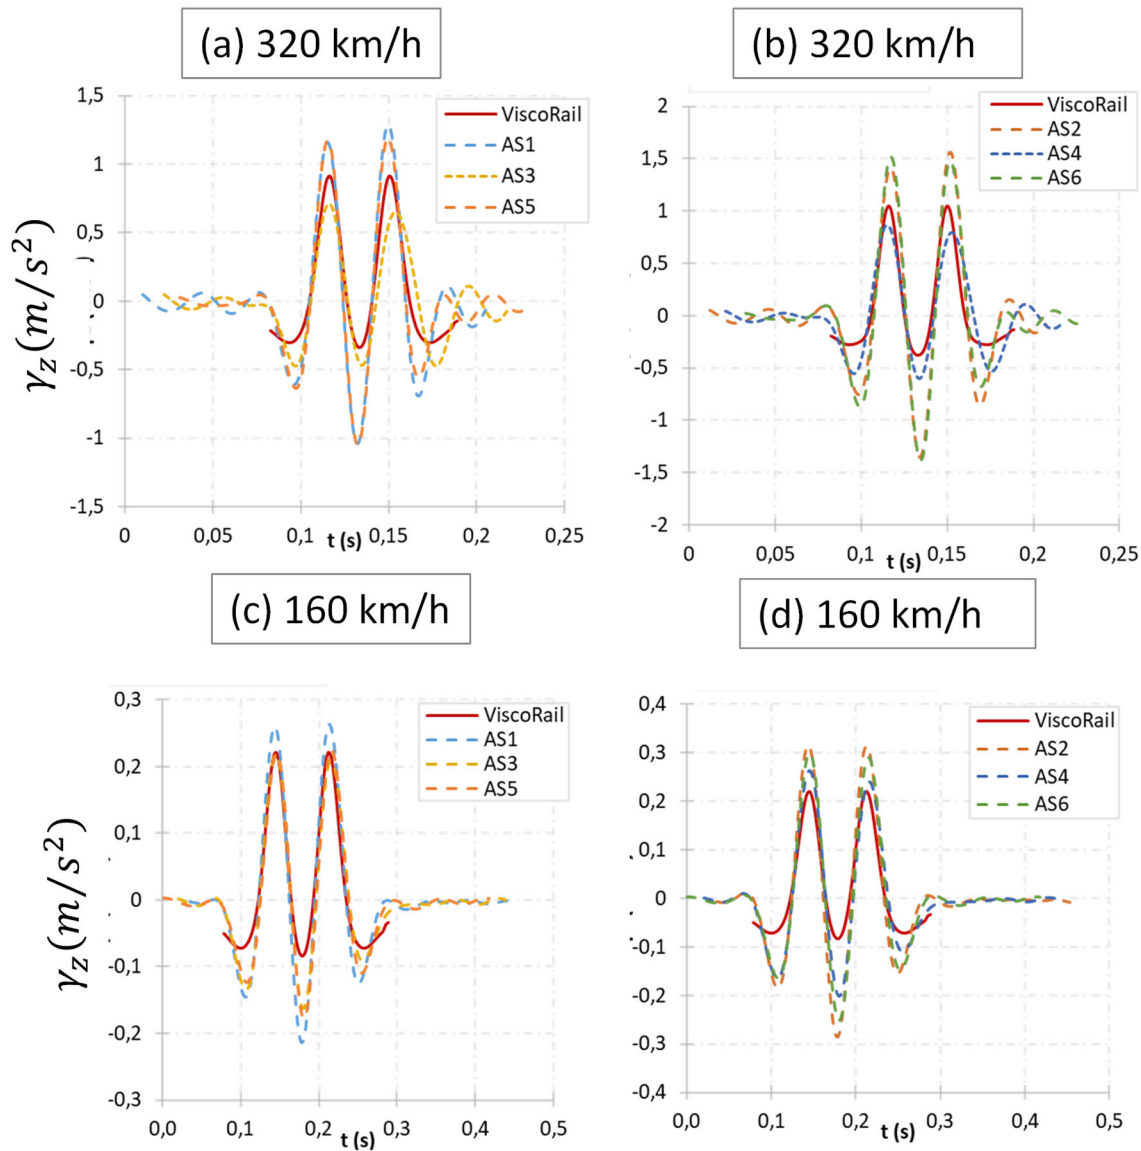 (a) 320 km/h
(b) 320 km/h
1,5
1
0,5
0
-0,5
-1
-1,5
0
0,05
0,1
0,15
0,2
0,25
t (s)
γz(m/s²)
ViscoRail
AS1
AS3
AS5
2
1,5
1
0,5
0
-0,5
-1
-1,5
-2
0
0,05
0,1
0,15
0,2
0,25
t (s)
ViscoRail
AS2
AS4
AS6
(c) 160 km/h
(d) 160 km/h
0,3
0,2
0,1
0
-0,1
-0,2
-0,3
0,0
0,1
0,2
0,3
0,4
0,5
t (s)
γz(m/s²)
ViscoRail
AS1
AS3
AS5
0,4
0,3
0,2
0,1
0
-0,1
-0,2
-0,3
-0,4
0,0
0,1
0,2
0,3
0,4
0,5
t (s)
ViscoRail
AS2
AS4
AS6